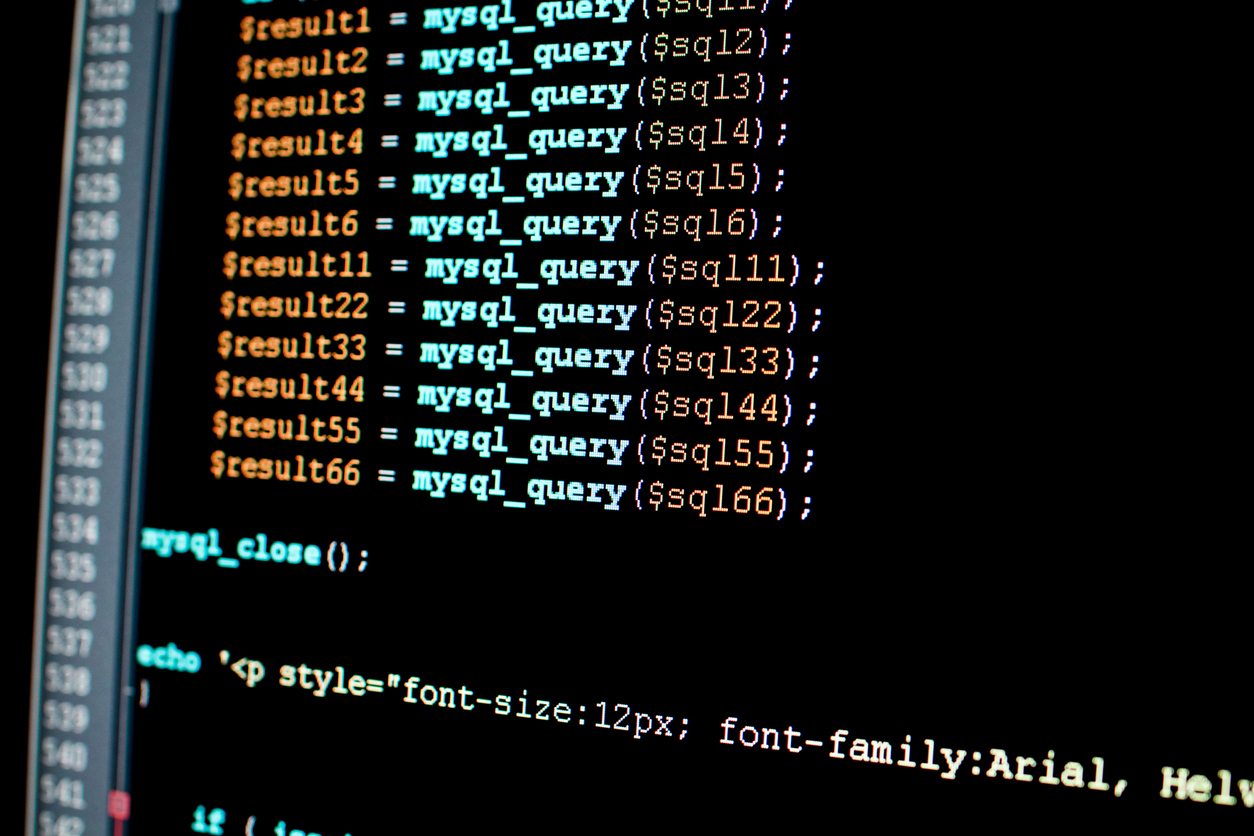 520
521 $result1 = mysql_query($sql1);
522 $result2 = mysql_query($sql2);
523 $result3 = mysql_query($sql3);
524 $result4 = mysql_query($sql4);
525 $result5 = mysql_query($sql5);
526 $result6 = mysql_query($sql6);
527 $result11 = mysql_query($sql11);
528 $result22 = mysql_query($sql22);
529 $result33 = mysql_query($sql33);
530 $result44 = mysql_query($sql44);
531 $result55 = mysql_query($sql55);
532 $result66 = mysql_query($sql66);
533
534 mysql_close();
535
536
537 echo '<p style="font-size:12px; font-family:Arial,
538 }
539
540
541 if (
542